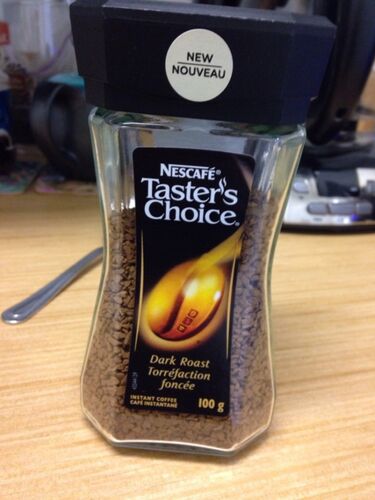 NEW
NOUVEAU
NESCAFÉ®
Taster's
Choice®
Dark Roast
Torréfaction
foncée
INSTANT COFFEE
CAFÉ INSTANTANÉ
100 g